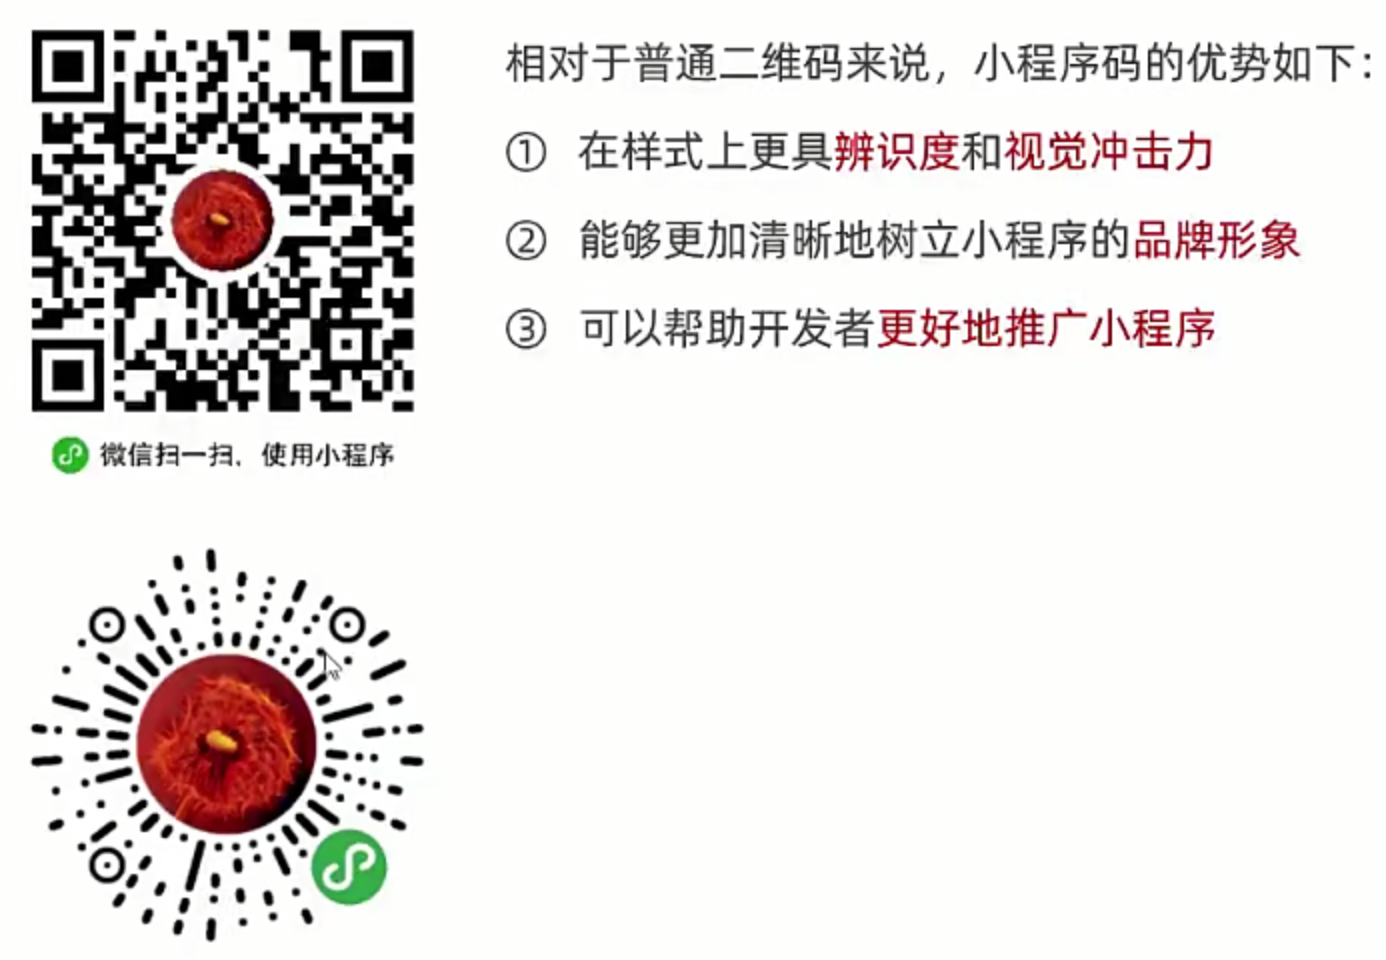 相对于普通二维码来说，小程序码的优势如下：
① 在样式上更具辨识度和视觉冲击力
② 能够更加清晰地树立小程序的品牌形象
③ 可以帮助开发者更好地推广小程序
微信扫一扫，使用小程序